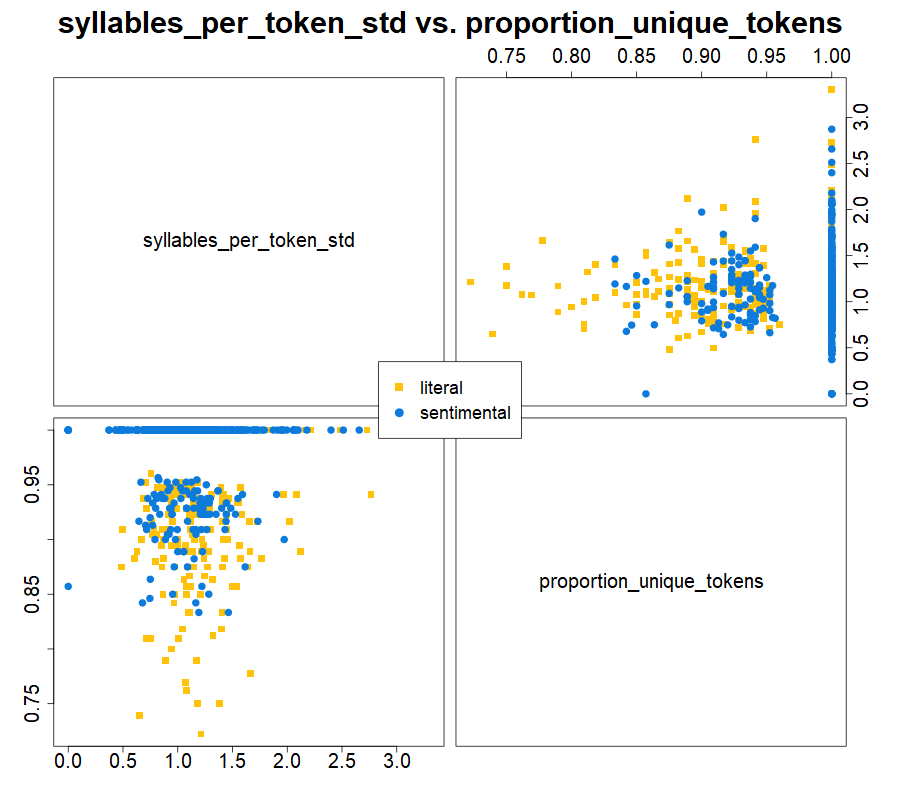 syllables_per_token_std vs. proportion_unique_tokens
0.75 0.80 0.85 0.90 0.95 1.00
syllables_per_token_std
3.0
2.5
2.0
1.5
1.0
0.5
0.0
literal
sentimental
0.95
0.85
0.75
proportion_unique_tokens
0.0 0.5 1.0 1.5 2.0 2.5 3.0